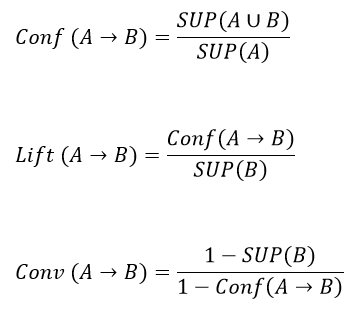 Conf (A → B) = SUP(A ∪ B) / SUP(A)
Lift (A → B) = Conf(A → B) / SUP(B)
Conv (A → B) = 1 − SUP(B) / 1 − Conf(A → B)